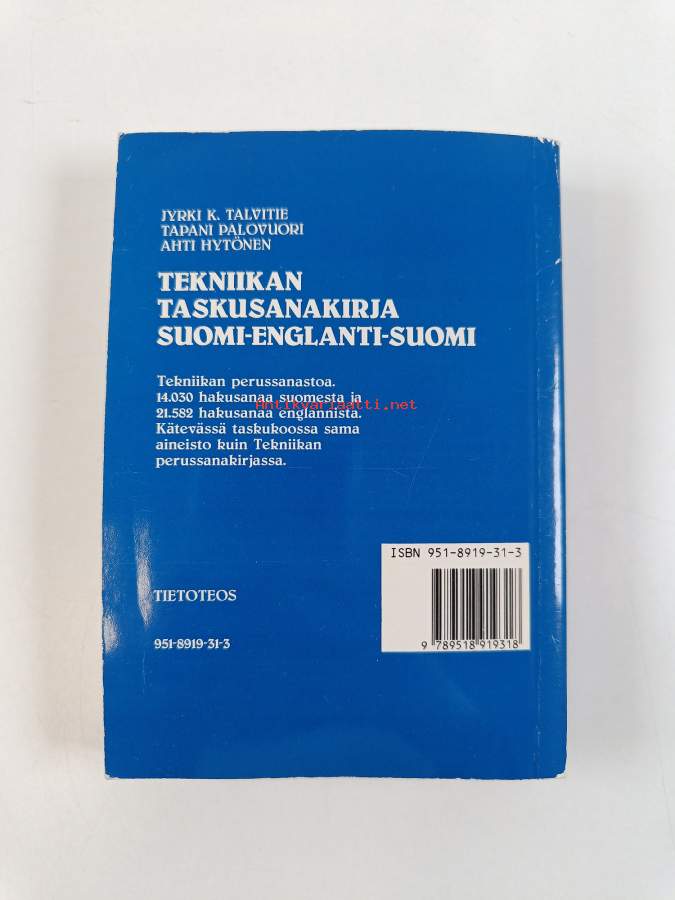 JYRKI K. TALVITIE
TAPANI PALOVUORI
AHTI HYTÖNEN
TEKNIIKAN
TASKUSANAKIRJA
SUOMI-ENGLANTI-SUOMI
Tekniikan perussanastoa.
14.030 hakusanaa suomesta ja
Antikvariaatti.net
21.582 hakusanaa englannista.
Kätevässä taskukoossa sama
aineisto kuin Tekniikan
perussanakirjassa.
ISBN 951-8919-31-3
9 789518 919318
TIETOTEOS
951-8919-31-3